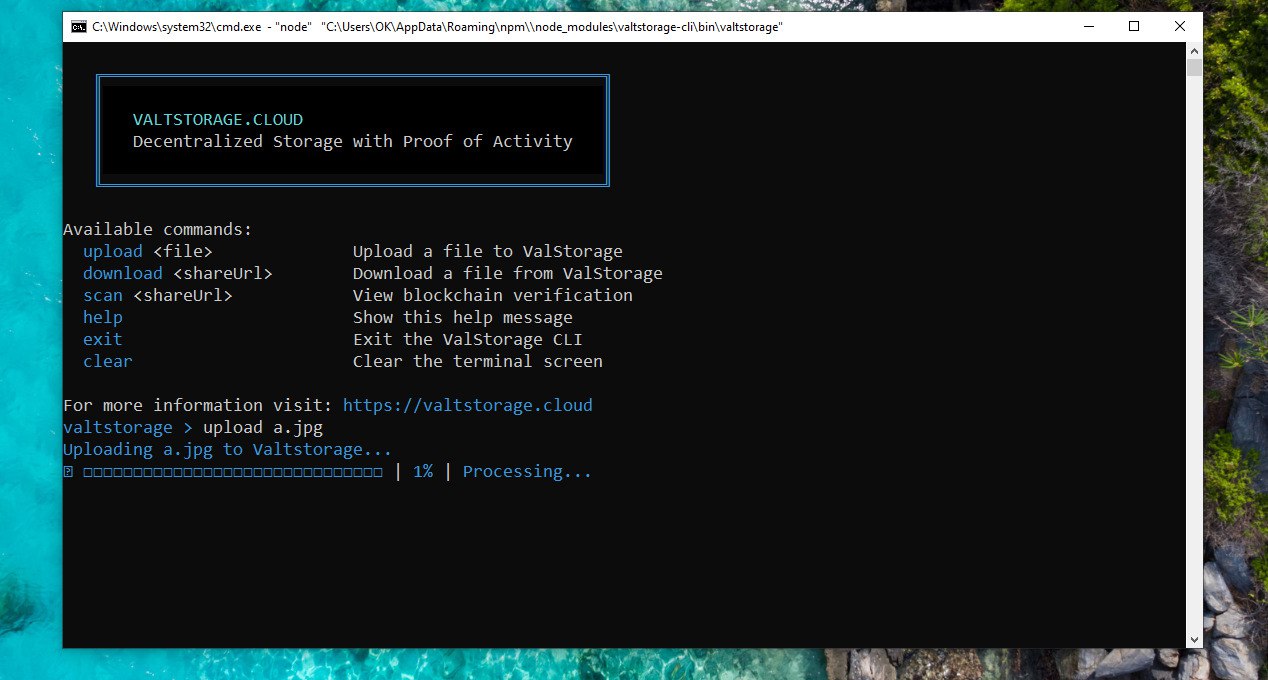 C:\Windows\system32\cmd.exe - "node" "C:\Users\OK\AppData\Roaming\npm\\node_modules\valtstorage-cli\bin\valtstorage"
VALTSTORAGE.CLOUD
Decentralized Storage with Proof of Activity
Available commands:
upload <file> Upload a file to ValStorage
download <shareUrl> Download a file from ValStorage
scan <shareUrl> View blockchain verification
help Show this help message
exit Exit the ValStorage CLI
clear Clear the terminal screen
For more information visit: https://valtstorage.cloud
valtstorage > upload a.jpg
Uploading a.jpg to Valtstorage...
| 1% | Processing...